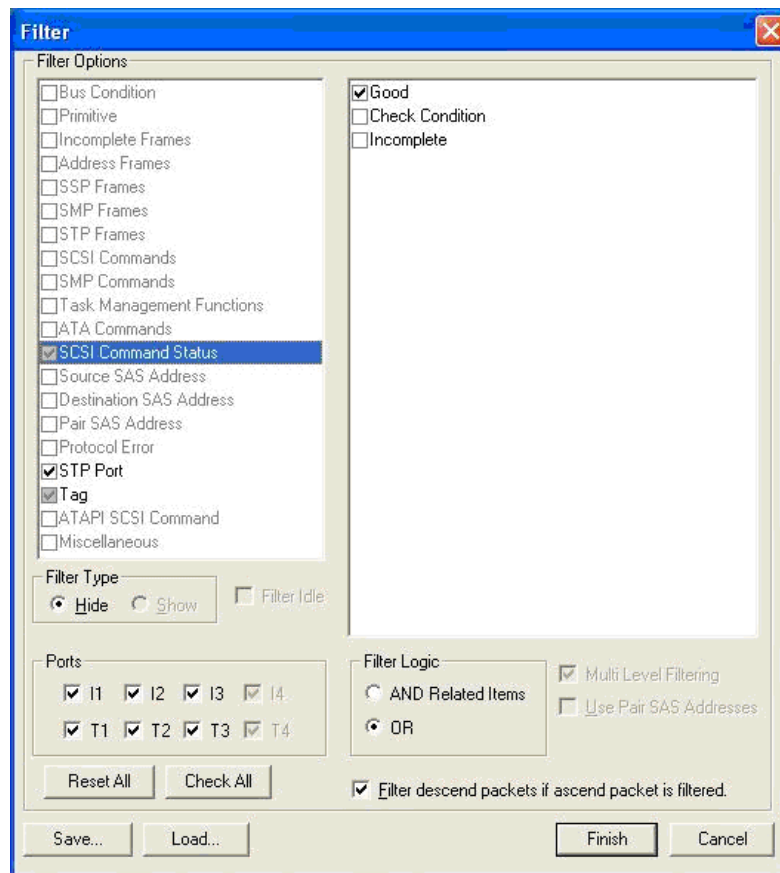 Filter
Filter Options
Bus Condition
Primitive
Incomplete Frames
Address Frames
SSP Frames
SMP Frames
STP Frames
SCSI Commands
SMP Commands
Task Management Functions
ATA Commands
SCSI Command Status
Source SAS Address
Destination SAS Address
Pair SAS Address
Protocol Error
STP Port
Tag
ATAPI SCSI Command
Miscellaneous
Good
Check Condition
Incomplete
Filter Type
Hide Show
Filter Idle
Ports
I1 I2 I3 I4
T1 T2 T3 T4
Filter Logic
AND Related Items
OR
Multi Level Filtering
Use Pair SAS Addresses
Reset All Check All
Filter descend packets if ascend packet is filtered.
Save... Load... Finish Cancel